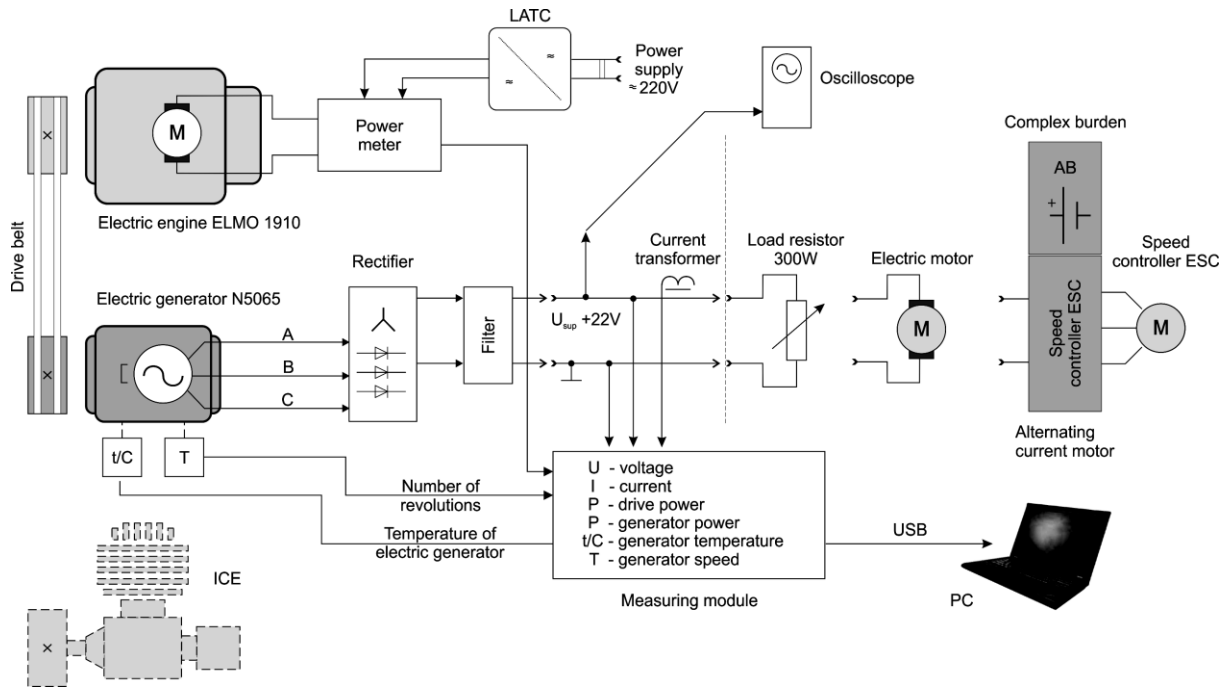 LATC
Power
supply
≈ 220V
≈
≈
Oscilloscope
Power
meter
M
×
Drive belt
Electric engine ELMO 1910
Complex burden
AB
+
Rectifier
Current
transformer
Load resistor
300W
Electric motor
Speed
controller ESC
Electric generator N5065
A
B
C
Filter
Usup +22V
M
Speed
controller ESC
M
×
t/C
T
Alternating
current motor
Number of
revolutions
Temperature of
electric generator
U - voltage
I - current
P - drive power
P - generator power
t/C - generator temperature
T - generator speed
Measuring module
USB
PC
ICE
×